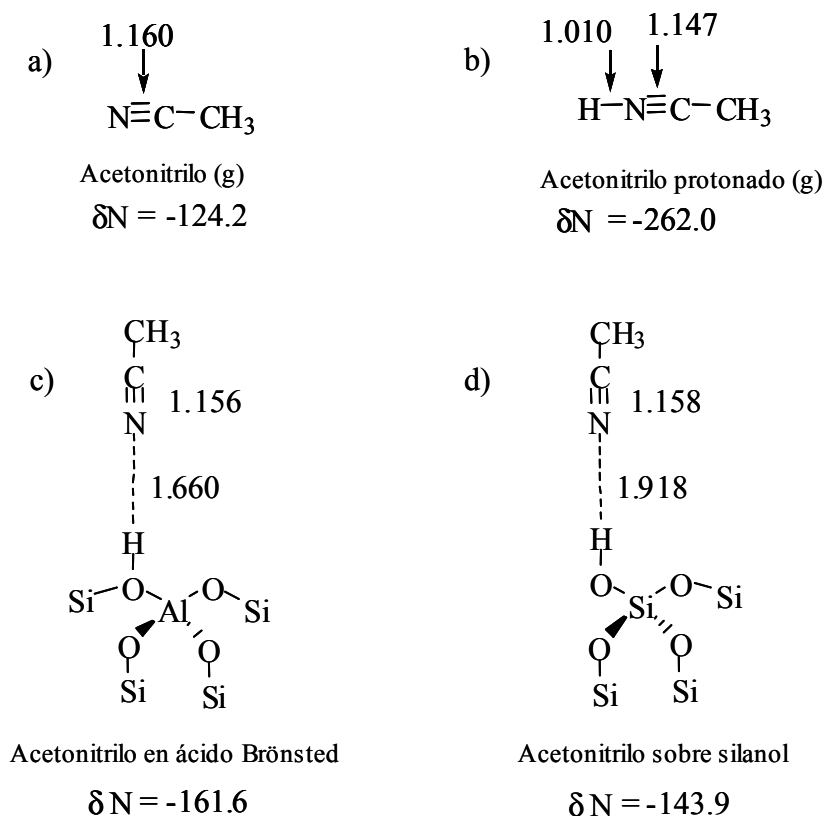 1.160
a)
N≡C–CH₃
Acetonitrilo (g)
δN = -124.2
1.010
1.147
b)
H–N≡C–CH₃
Acetonitrilo protonado (g)
δN = -262.0
c)
CH₃
C
N
1.156
1.660
H
Si O Al O Si
O O
Si Si
Acetonitrilo en ácido Brönsted
δ N = -161.6
d)
CH₃
C
N
1.158
1.918
H
O Si O Si
O O
Si Si
Acetonitrilo sobre silanol
δ N = -143.9